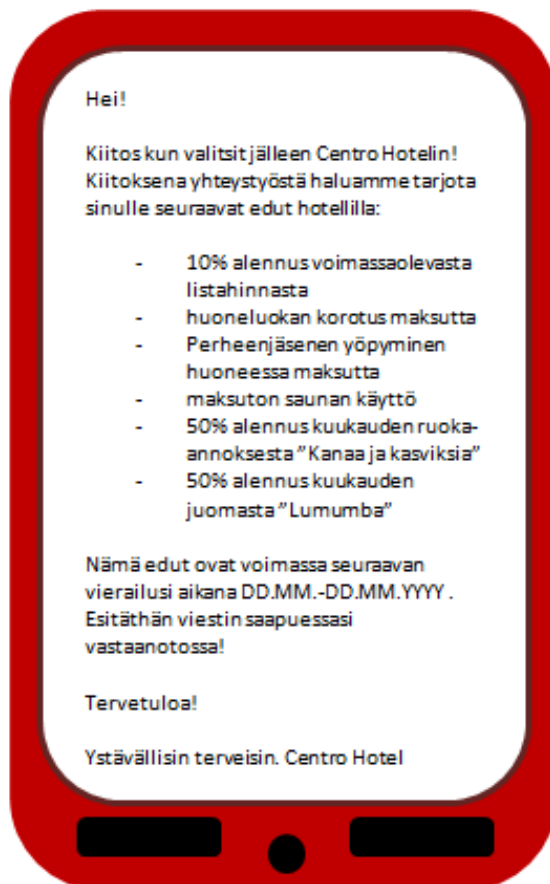 Hei!
Kiitos kun valitsit jälleen Centro Hotelin!
Kiitoksena yhteystyöstä haluamme tarjota
sinulle seuraavat edut hotellilla:
- 10% alennus voimassaolevasta
listahinnasta
- huoneluokan korotus maksutta
- Perheenjäsenen yöpyminen
huoneessa maksutta
- maksuton saunan käyttö
- 50% alennus kuukauden ruoka-
annoksesta ”Kanaa ja kasviksia”
- 50% alennus kuukauden
juomasta ”Lumumba”
Nämä edut ovat voimassa seuraavan
vierailusi aikana DD.MM.-DD.MM.YYYY .
Esitäthän viestin saapuessasi
vastaanotossa!
Tervetuloa!
Ystävällisin terveisin. Centro Hotel